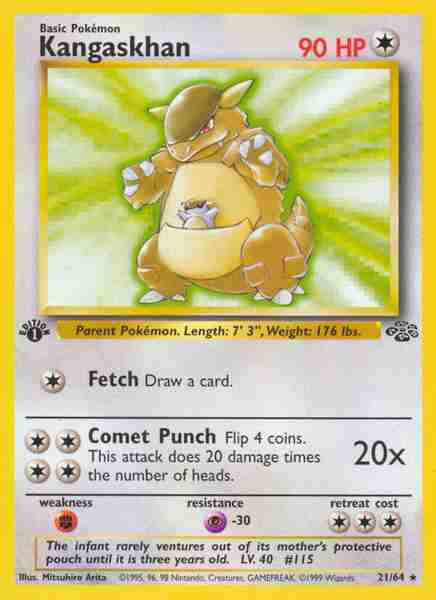 Basic Pokémon
Kangaskhan
90 HP
EDITION
1
Parent Pokémon. Length: 7' 3", Weight: 176 lbs.
Fetch Draw a card.
Comet Punch Flip 4 coins.
This attack does 20 damage times
the number of heads.
20x
weakness
resistance
-30
retreat cost
The infant rarely ventures out of its mother's protective
pouch until it is three years old. LV. 40 #115
Illus. Mitsuhiro Arita ©1995, 96, 98 Nintendo, Creatures, GAMEFREAK. ©1999 Wizards 21/64 ★